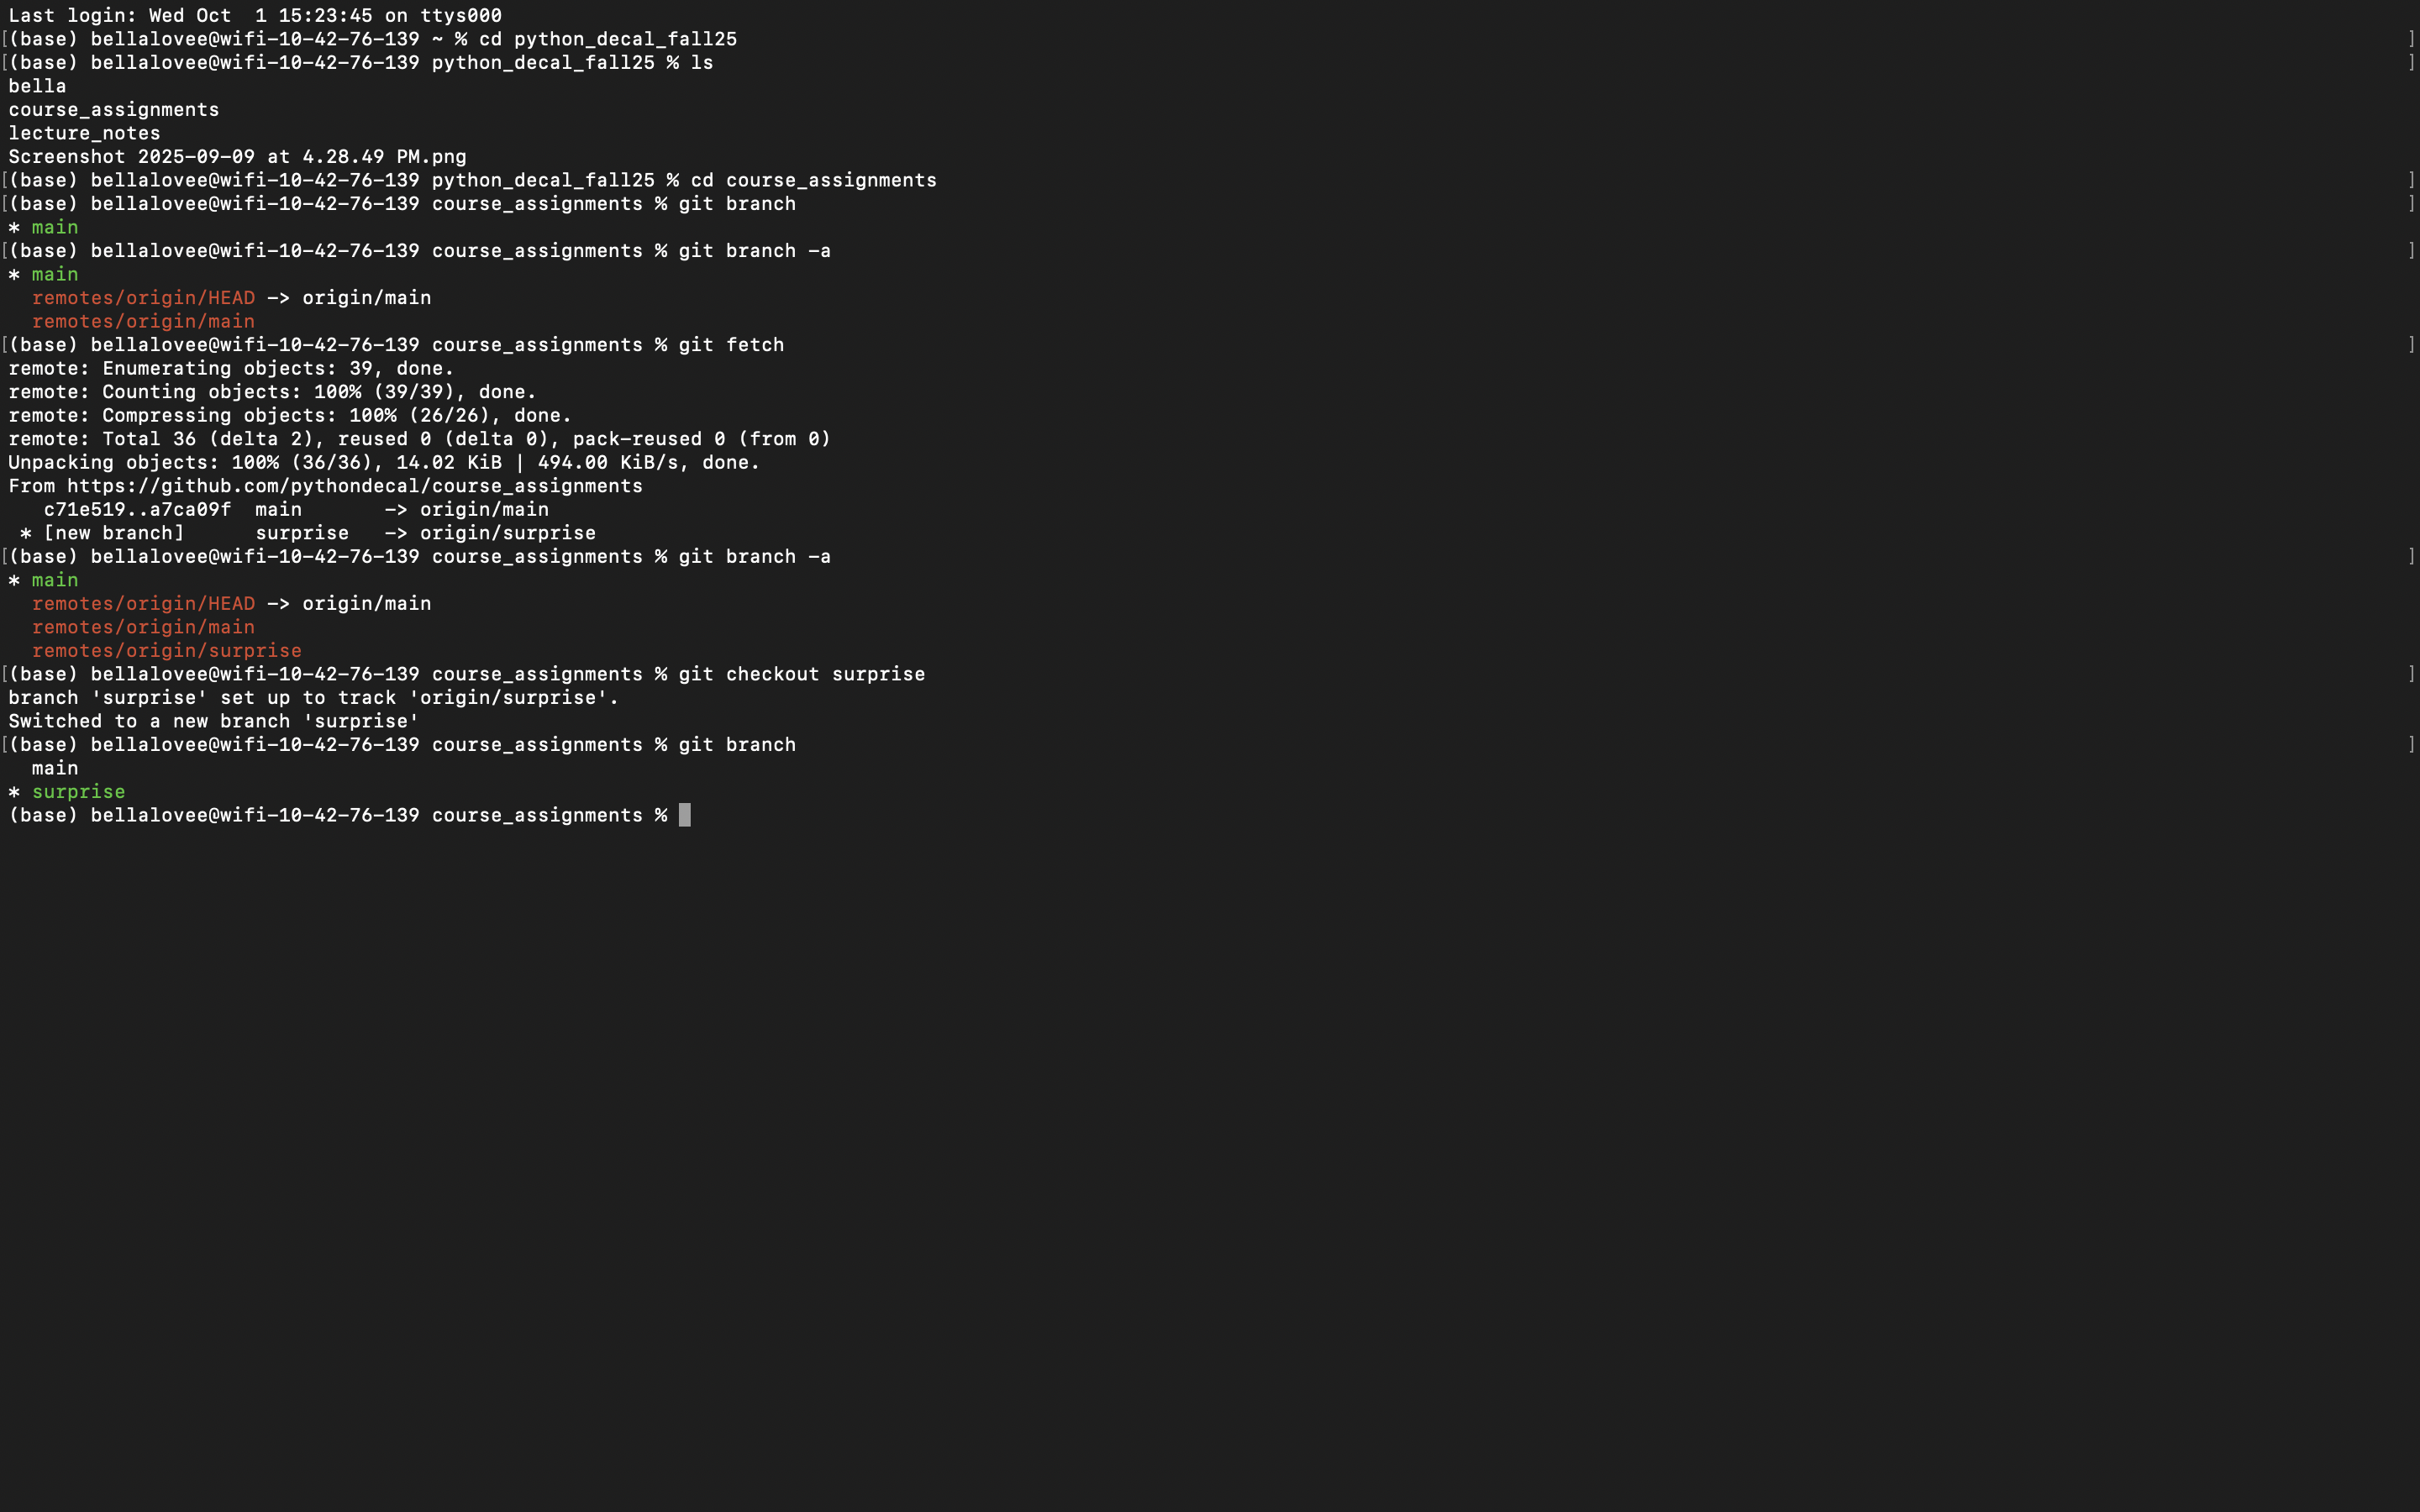 Last login: Wed Oct  1 15:23:45 on ttys000
[(base) bellalovee@wifi-10-42-76-139 ~ % cd python_decal_fall25 ]
[(base) bellalovee@wifi-10-42-76-139 python_decal_fall25 % ls ]
bella
course_assignments
lecture_notes
Screenshot 2025-09-09 at 4.28.49 PM.png
[(base) bellalovee@wifi-10-42-76-139 python_decal_fall25 % cd course_assignments ]
[(base) bellalovee@wifi-10-42-76-139 course_assignments % git branch ]
* main
[(base) bellalovee@wifi-10-42-76-139 course_assignments % git branch -a ]
* main
  remotes/origin/HEAD -> origin/main
  remotes/origin/main
[(base) bellalovee@wifi-10-42-76-139 course_assignments % git fetch ]
remote: Enumerating objects: 39, done.
remote: Counting objects: 100% (39/39), done.
remote: Compressing objects: 100% (26/26), done.
remote: Total 36 (delta 2), reused 0 (delta 0), pack-reused 0 (from 0)
Unpacking objects: 100% (36/36), 14.02 KiB | 494.00 KiB/s, done.
From https://github.com/pythondecal/course_assignments
   c71e519..a7ca09f  main       -> origin/main
 * [new branch]      surprise   -> origin/surprise
[(base) bellalovee@wifi-10-42-76-139 course_assignments % git branch -a ]
* main
  remotes/origin/HEAD -> origin/main
  remotes/origin/main
  remotes/origin/surprise
[(base) bellalovee@wifi-10-42-76-139 course_assignments % git checkout surprise ]
branch 'surprise' set up to track 'origin/surprise'.
Switched to a new branch 'surprise'
[(base) bellalovee@wifi-10-42-76-139 course_assignments % git branch ]
  main
* surprise
(base) bellalovee@wifi-10-42-76-139 course_assignments %